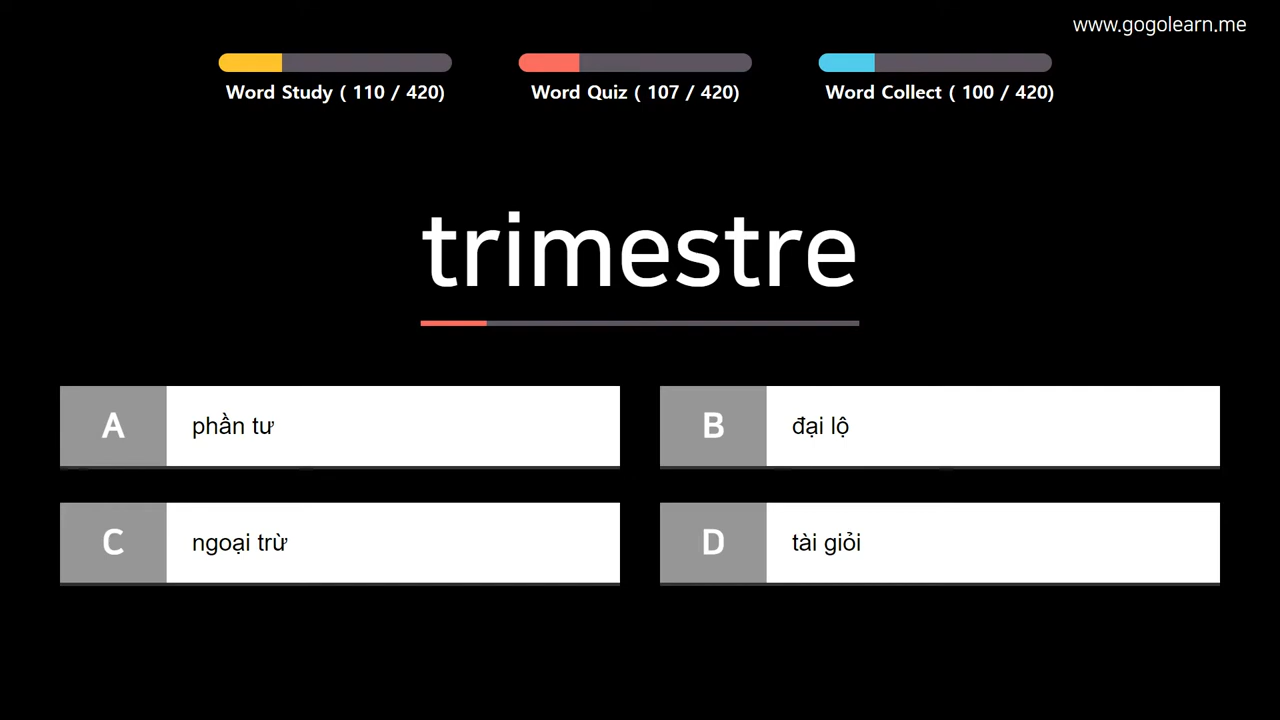 www.gogolearn.me
Word Study ( 110 / 420)
Word Quiz ( 107 / 420)
Word Collect ( 100 / 420)
trimestre
A phần tư
B đại lộ
C ngoại trừ
D tài giỏi